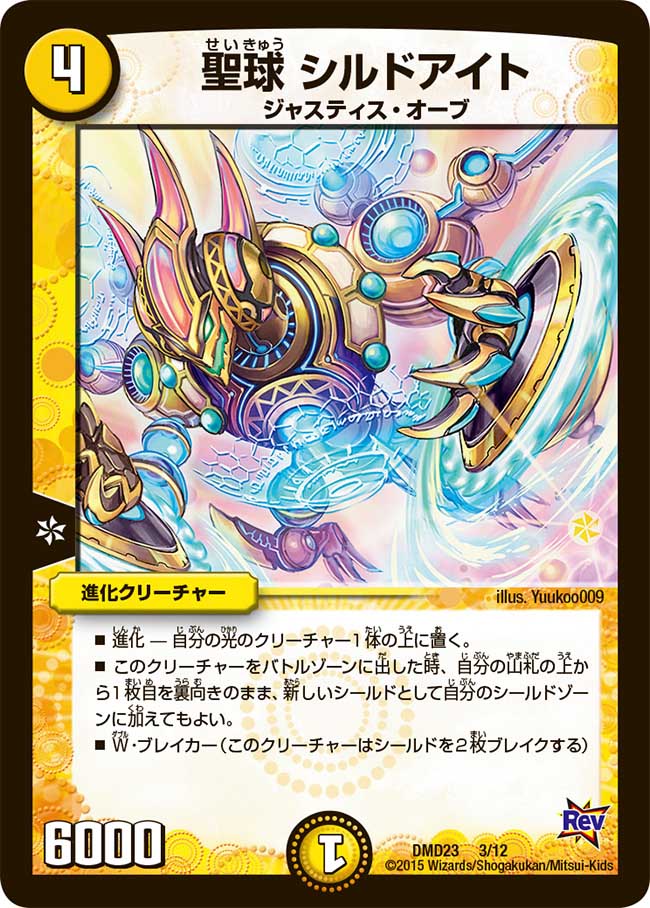 4
せいきゅう
聖球 シルドアイト
ジャスティス・オーブ
進化クリーチャー
illus. Yuukoo009
■ 進化 — 自分の光のクリーチャー1体の上に置く。
■ このクリーチャーをバトルゾーンに出した時、自分の山札の上か
ら1枚目を裏向きのまま、新しいシールドとして自分のシールドゾー
ンに加えてもよい。
■ W・ブレイカー(このクリーチャーはシールドを2枚ブレイクする)
6000
1
Rev
DMD23 3/12
©2015 Wizards/Shogakukan/Mitsui-Kids